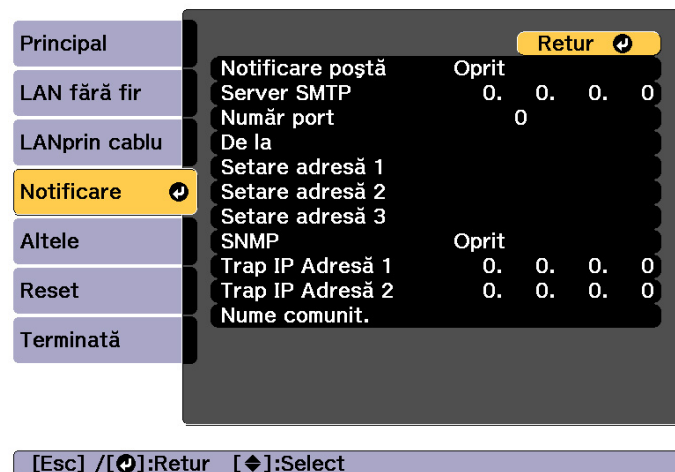 Principal
LAN fără fir
LANprin cablu
Notificare
Altele
Reset
Terminată
Retur
Notificare poştă Oprit
Server SMTP 0. 0. 0. 0
Număr port 0
De la
Setare adresă 1
Setare adresă 2
Setare adresă 3
SNMP Oprit
Trap IP Adresă 1 0. 0. 0. 0
Trap IP Adresă 2 0. 0. 0. 0
Nume comunit.
[Esc] /[⏎]:Retur [◆]:Select